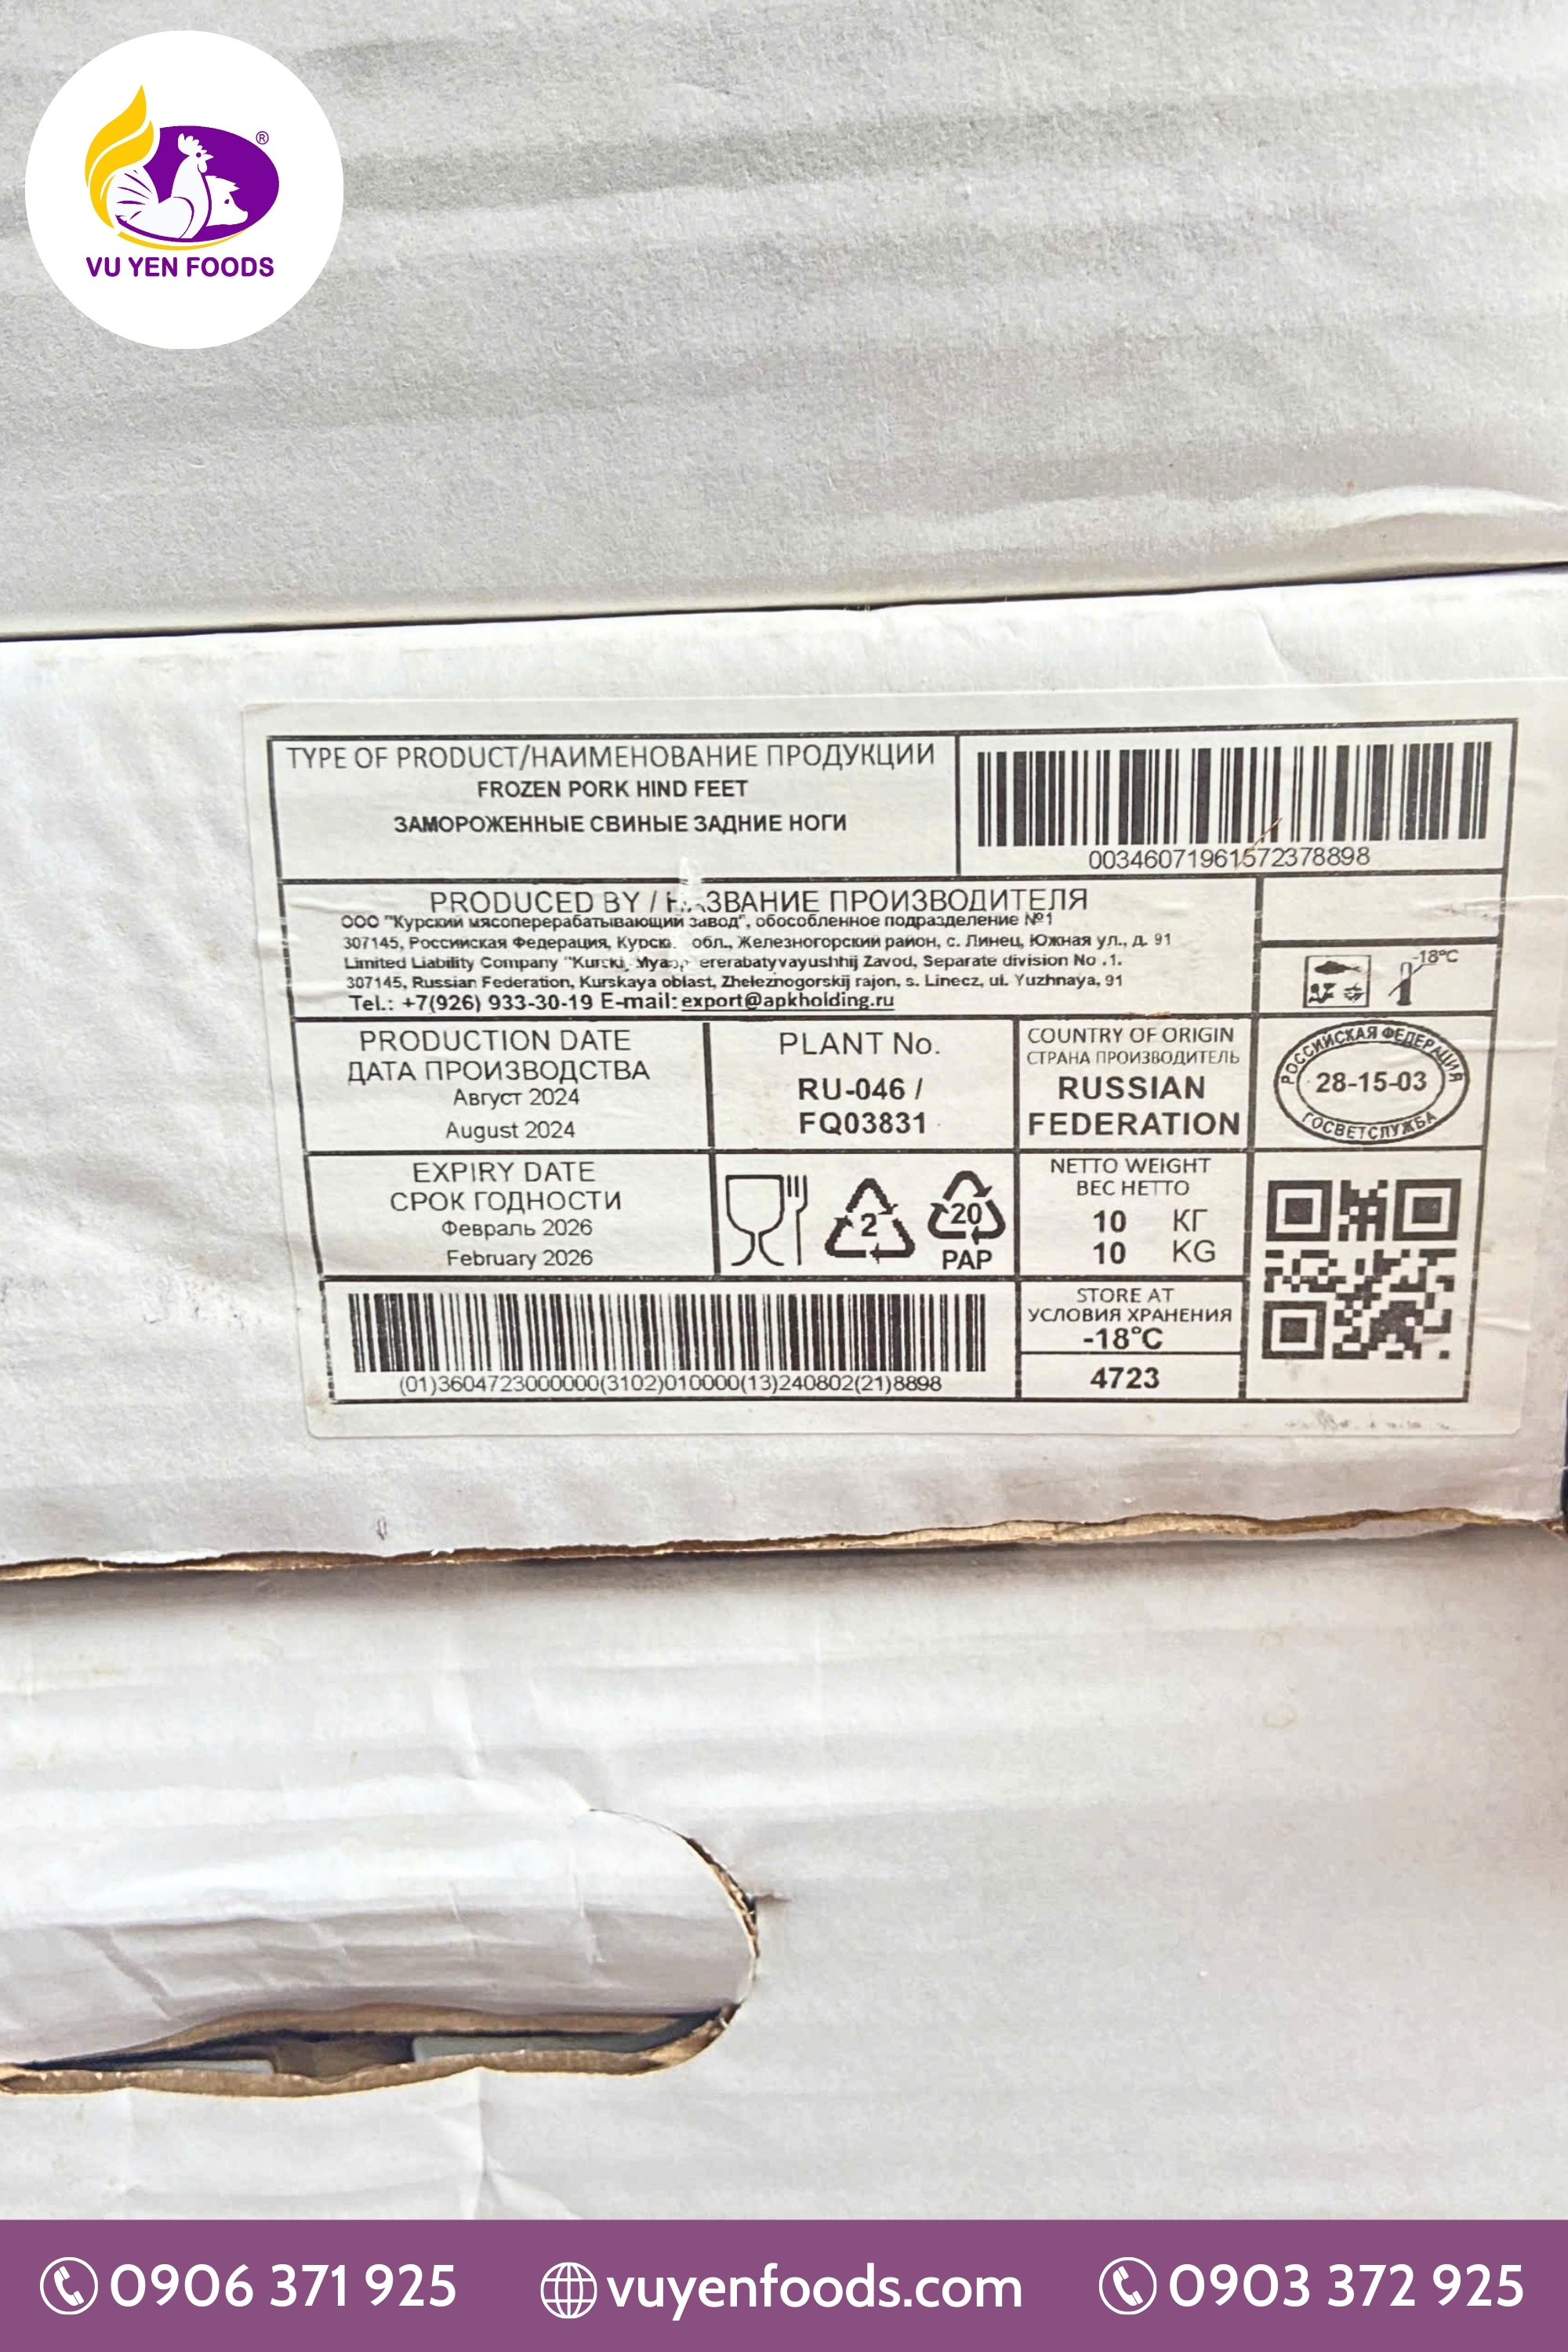 VU YEN FOODS
®
TYPE OF PRODUCT/НАИМЕНОВАНИЕ ПРОДУКЦИИ
FROZEN PORK HIND FEET
ЗАМОРОЖЕННЫЕ СВИНЫЕ ЗАДНИЕ НОГИ
00346071961572378898
PRODUCED BY / НАЗВАНИЕ ПРОИЗВОДИТЕЛЯ
ООО "Курский мясоперерабатывающий завод", обособленное подразделение №1
307145, Российская Федерация, обл., Железногорский район, с. Линец, Южная ул., д. 91
Limited Liability Company Zavod, Separate division No .1.
307145, Russian Federation, Kurskaya oblast, Zheleznogorskij rajon, s. Linecz, ul. Yuzhnaya, 91
Tel.: +7(926) 933-30-19 E-mail: export@apkholding.ru
-18°C
PRODUCTION DATE
ДАТА ПРОИЗВОДСТВА
Август 2024
August 2024
PLANT No.
RU-046 /
FQ03831
COUNTRY OF ORIGIN
СТРАНА ПРОИЗВОДИТЕЛЬ
RUSSIAN
FEDERATION
РОССИЙСКАЯ ФЕДЕРАЦИЯ
28-15-03
ГОСВЕТСЛУЖБА
EXPIRY DATE
СРОК ГОДНОСТИ
Февраль 2026
February 2026
2
20
PAP
NETTO WEIGHT
ВЕС НЕТТО
10 КГ
10 KG
(01)3604723000000(3102)010000(13)240802(21)8898
STORE AT
УСЛОВИЯ ХРАНЕНИЯ
-18°C
4723
0906 371 925
vuyenfoods.com
0903 372 925